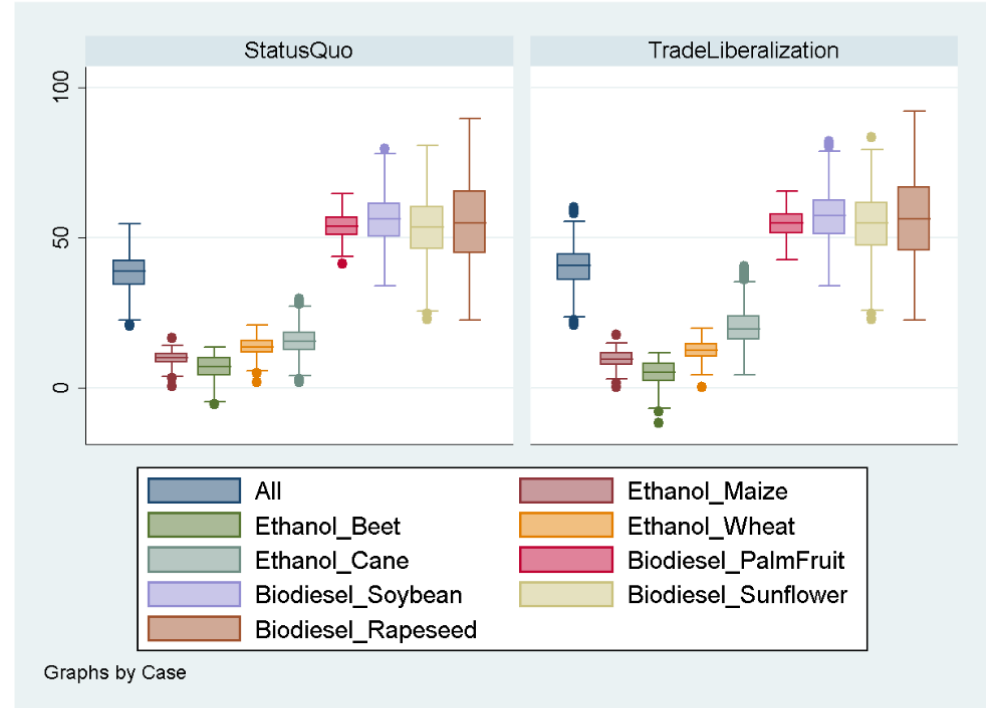 StatusQuo
TradeLiberalization
100
50
0
All
Ethanol_Maize
Ethanol_Beet
Ethanol_Wheat
Ethanol_Cane
Biodiesel_PalmFruit
Biodiesel_Soybean
Biodiesel_Sunflower
Biodiesel_Rapeseed
Graphs by Case